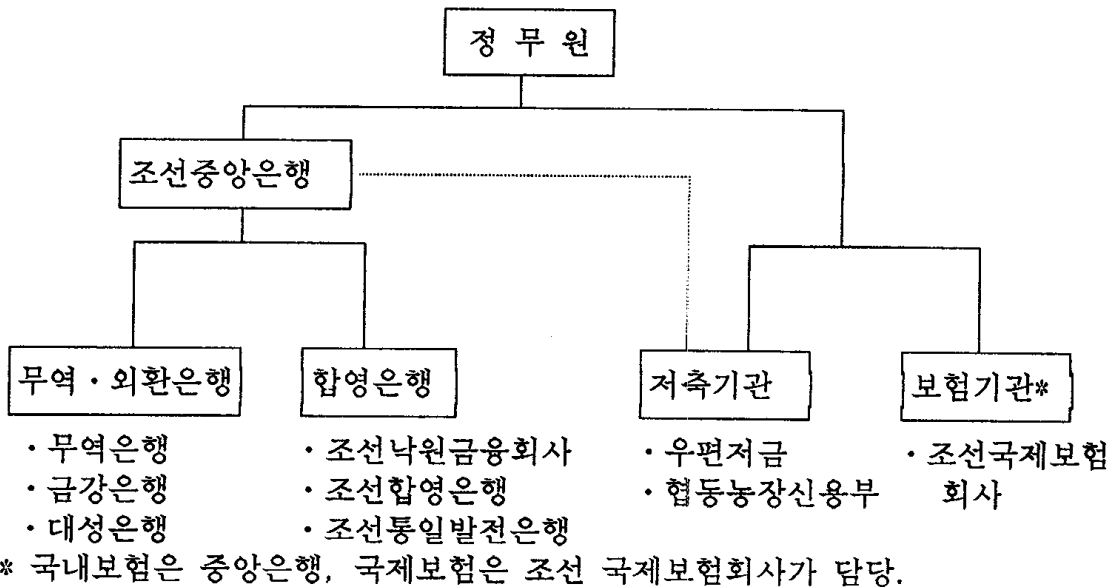 정 무 원
조선중앙은행
무역·외환은행 합영은행 저축기관 보험기관*
·무역은행 ·조선낙원금융회사 ·우편저금 ·조선국제보험
·금강은행 ·조선합영은행 ·협동농장신용부 회사
·대성은행 ·조선통일발전은행
* 국내보험은 중앙은행, 국제보험은 조선 국제보험회사가 담당.